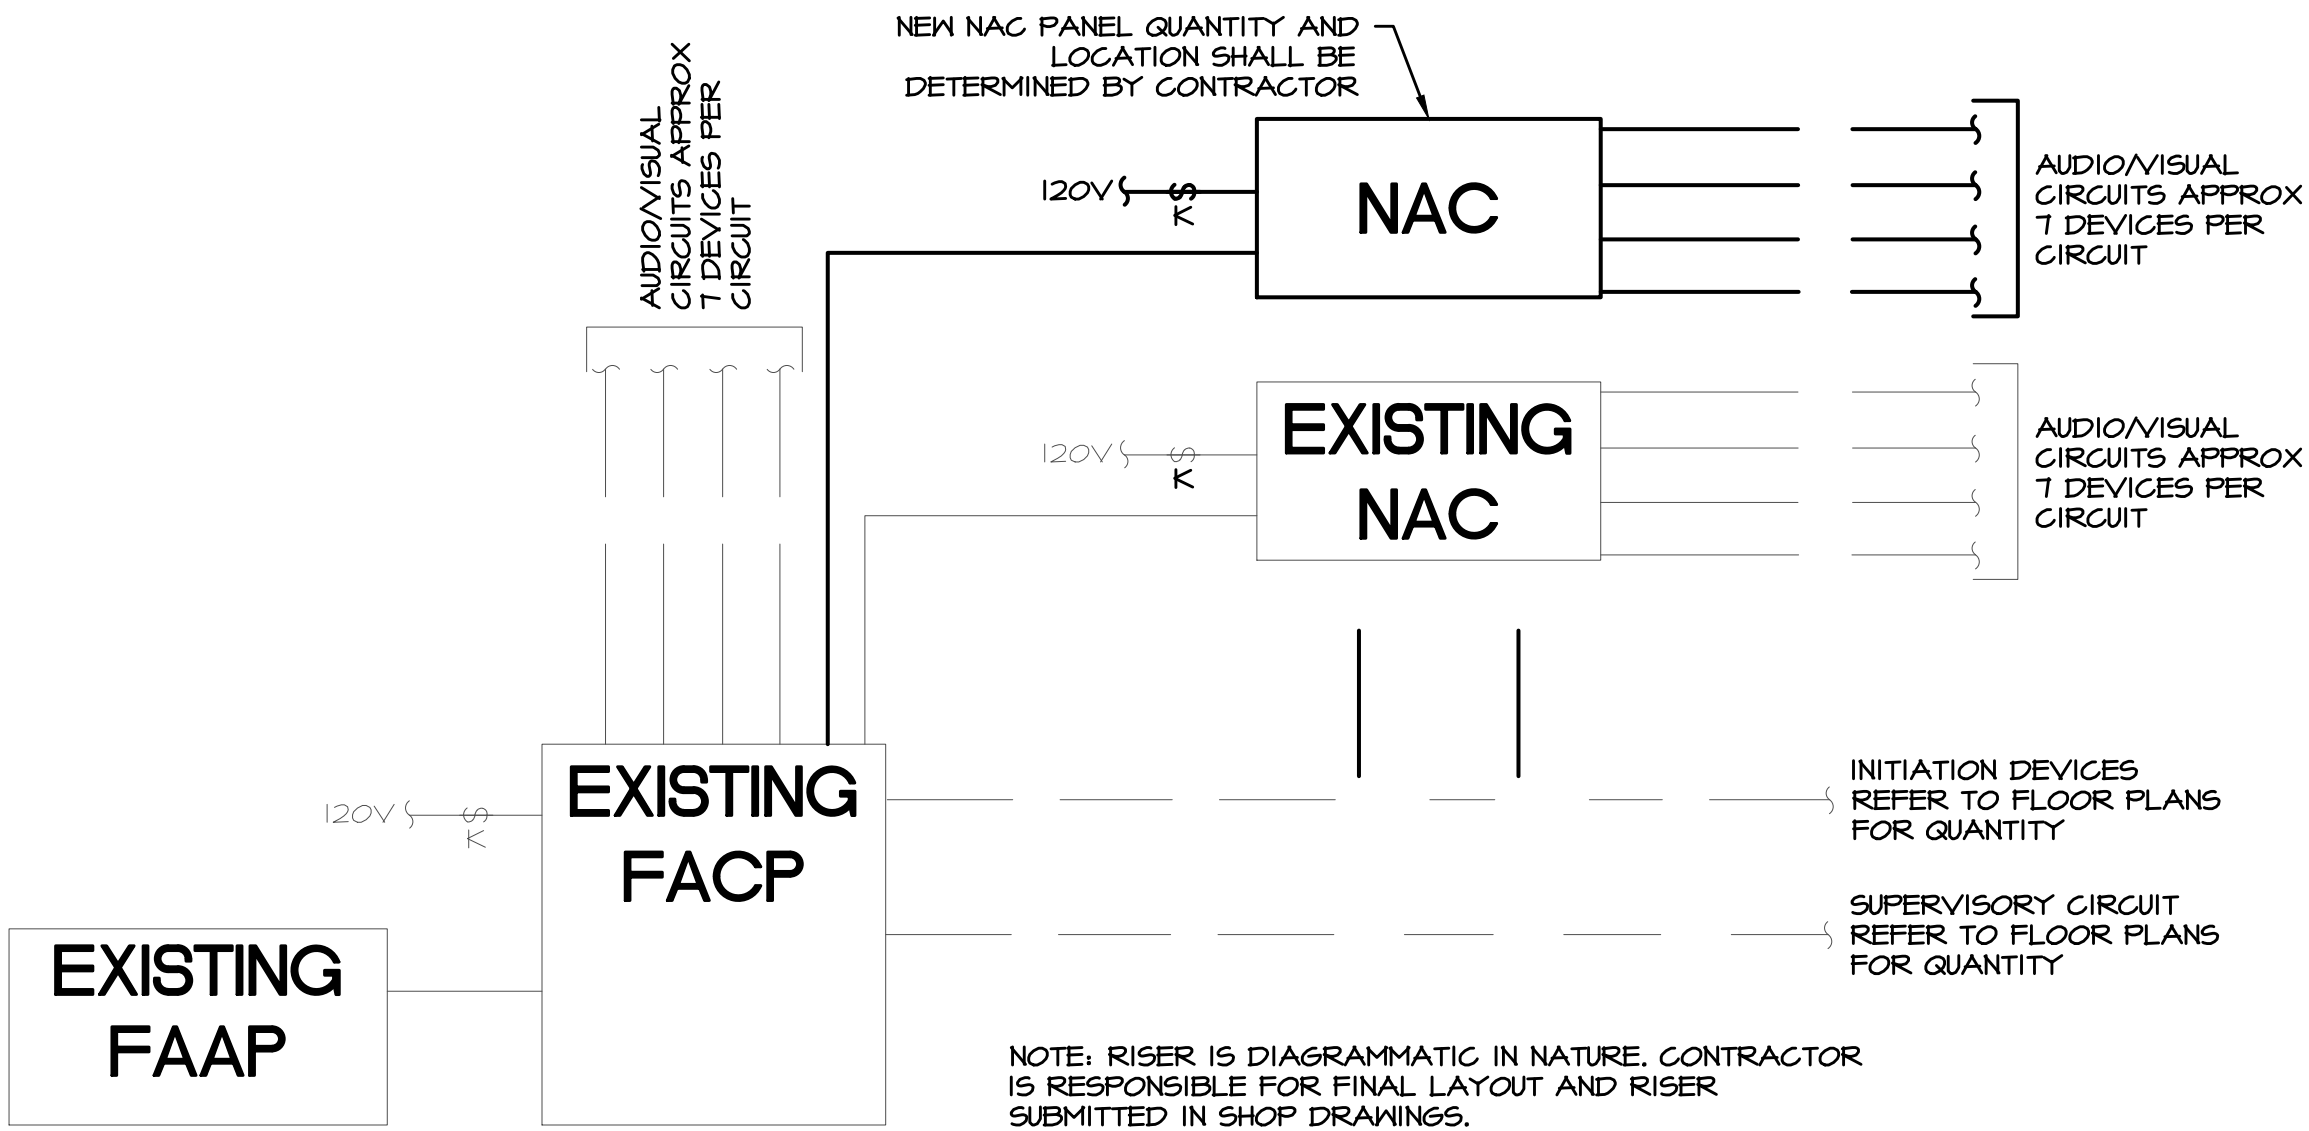 NEW NAC PANEL QUANTITY AND
LOCATION SHALL BE
DETERMINED BY CONTRACTOR
AUDIO/VISUAL
CIRCUITS APPROX
7 DEVICES PER
CIRCUIT
120V
K
NAC
AUDIO/VISUAL
CIRCUITS APPROX
7 DEVICES PER
CIRCUIT
120V
K
EXISTING
NAC
AUDIO/VISUAL
CIRCUITS APPROX
7 DEVICES PER
CIRCUIT
120V
K
EXISTING
FACP
INITIATION DEVICES
REFER TO FLOOR PLANS
FOR QUANTITY
SUPERVISORY CIRCUIT
REFER TO FLOOR PLANS
FOR QUANTITY
EXISTING
FAAP
NOTE: RISER IS DIAGRAMMATIC IN NATURE. CONTRACTOR
IS RESPONSIBLE FOR FINAL LAYOUT AND RISER
SUBMITTED IN SHOP DRAWINGS.